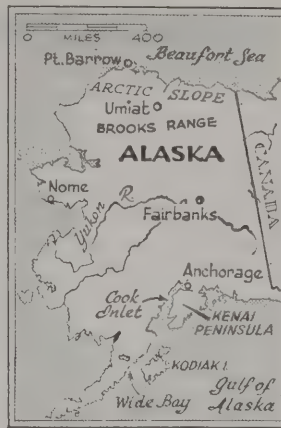 0 400
MILES
Beaufort Sea
Pt. Barrow
ARCTIC SLOPE
Umiat
BROOKS RANGE
ALASKA
CANADA
Nome
Yukon R.
Fairbanks
Anchorage
Cook
Inlet
KENAI
PENINSULA
KODIAK I.
Wide Bay
Gulf of
Alaska